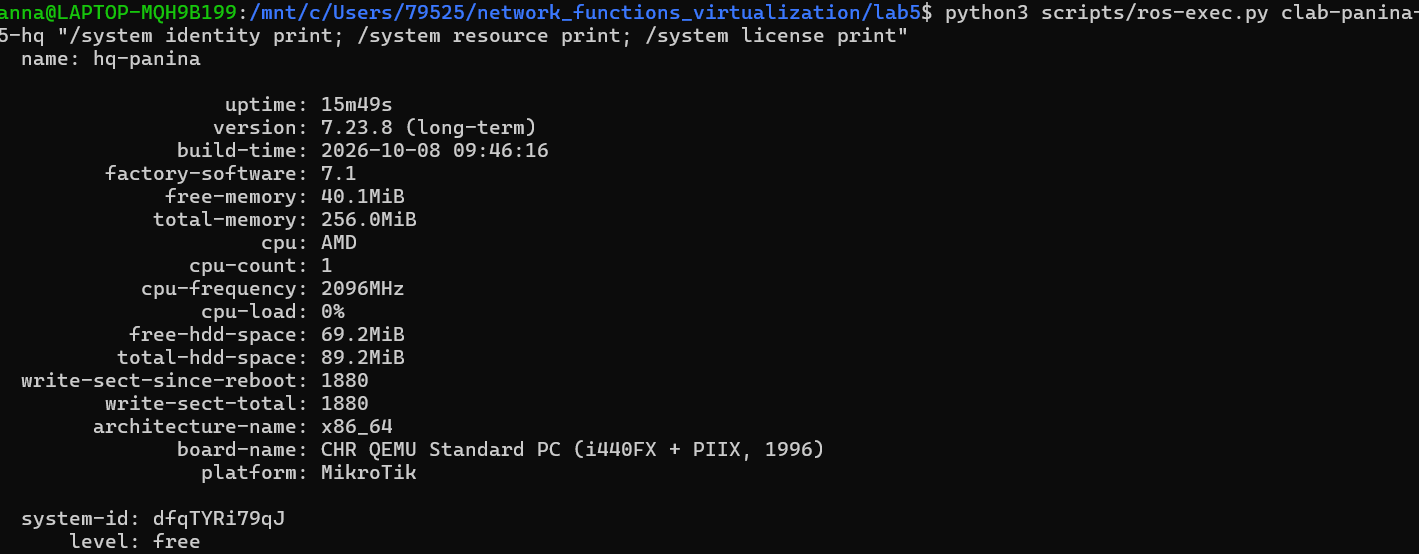 anna@LAPTOP-MQH9B199:/mnt/c/Users/79525/network_functions_virtualization/lab5$ python3 scripts/ros-exec.py clab-panina-
5-hq "/system identity print; /system resource print; /system license print"
name: hq-panina
uptime: 15m49s
version: 7.23.8 (long-term)
build-time: 2026-10-08 09:46:16
factory-software: 7.1
free-memory: 40.1MiB
total-memory: 256.0MiB
cpu: AMD
cpu-count: 1
cpu-frequency: 2096MHz
cpu-load: 0%
free-hdd-space: 69.2MiB
total-hdd-space: 89.2MiB
write-sect-since-reboot: 1880
write-sect-total: 1880
architecture-name: x86_64
board-name: CHR QEMU Standard PC (i440FX + PIIX, 1996)
platform: MikroTik
system-id: dfqTYRi79qJ
level: free